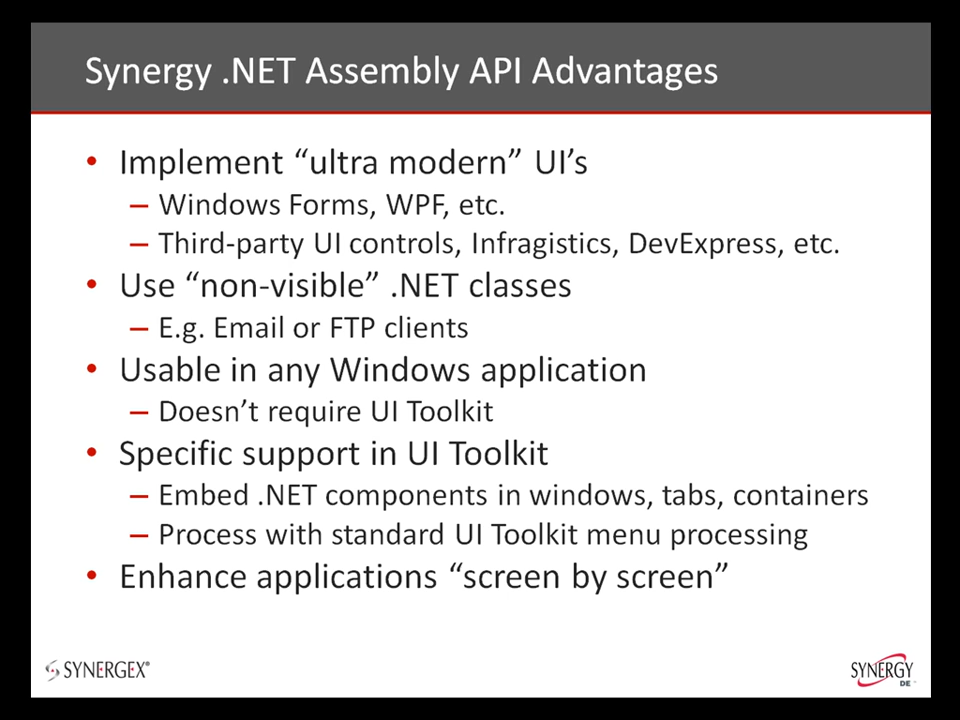 Synergy .NET Assembly API Advantages
• Implement “ultra modern” UI’s
– Windows Forms, WPF, etc.
– Third-party UI controls, Infragistics, DevExpress, etc.
• Use “non-visible” .NET classes
– E.g. Email or FTP clients
• Usable in any Windows application
– Doesn’t require UI Toolkit
• Specific support in UI Toolkit
– Embed .NET components in windows, tabs, containers
– Process with standard UI Toolkit menu processing
• Enhance applications “screen by screen”
SYNERGEX®
SYNERGY
DE